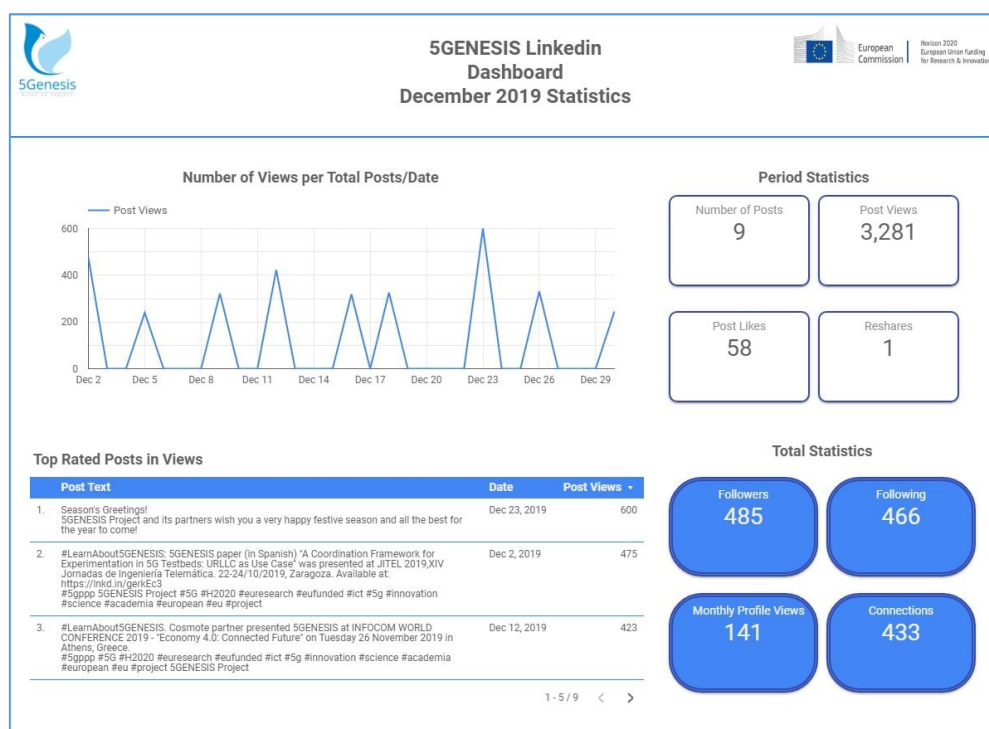 5Genesis
5GENESIS Linkedin
Dashboard
December 2019 Statistics
European
Commission
Horizon 2020
European Union funding
for Research & Innovation
Number of Views per Total Posts/Date
Post Views
600
400
200
0
Dec 2
Dec 5
Dec 8
Dec 11
Dec 14
Dec 17
Dec 20
Dec 23
Dec 26
Dec 29
Period Statistics
Number of Posts
9
Post Views
3,281
Post Likes
58
Reshares
1
Top Rated Posts in Views
Post Text Date Post Views
1. Season's Greetings! Dec 23, 2019 600
5GENESIS Project and its partners wish you a very happy festive season and all the best for
the year to come!
2. #LearnAbout5GENESIS: 5GENESIS paper (in Spanish) "A Coordination Framework for Dec 2, 2019 475
Experimentation in 5G Testbeds: URLLC as Use Case" was presented at JITEL 2019,XIV
Jornadas de Ingeniería Telemática. 22-24/10/2019, Zaragoza. Available at:
https://lnkd.in/gerkEc3
#5gppp 5GENESIS Project #5G #H2020 #euresearch #eufunded #ict #5g #innovation
#science #academia #european #eu #project
3. #LearnAbout5GENESIS. Cosmote partner presented 5GENESIS at INFOCOM WORLD Dec 12, 2019 423
CONFERENCE 2019 - "Economy 4.0: Connected Future" on Tuesday 26 November 2019 in
Athens, Greece.
#5gppp #5G #H2020 #euresearch #eufunded #ict #5g #innovation #science #academia
#european #eu #project 5GENESIS Project
1 - 5 / 9
Total Statistics
Followers
485
Following
466
Monthly Profile Views
141
Connections
433